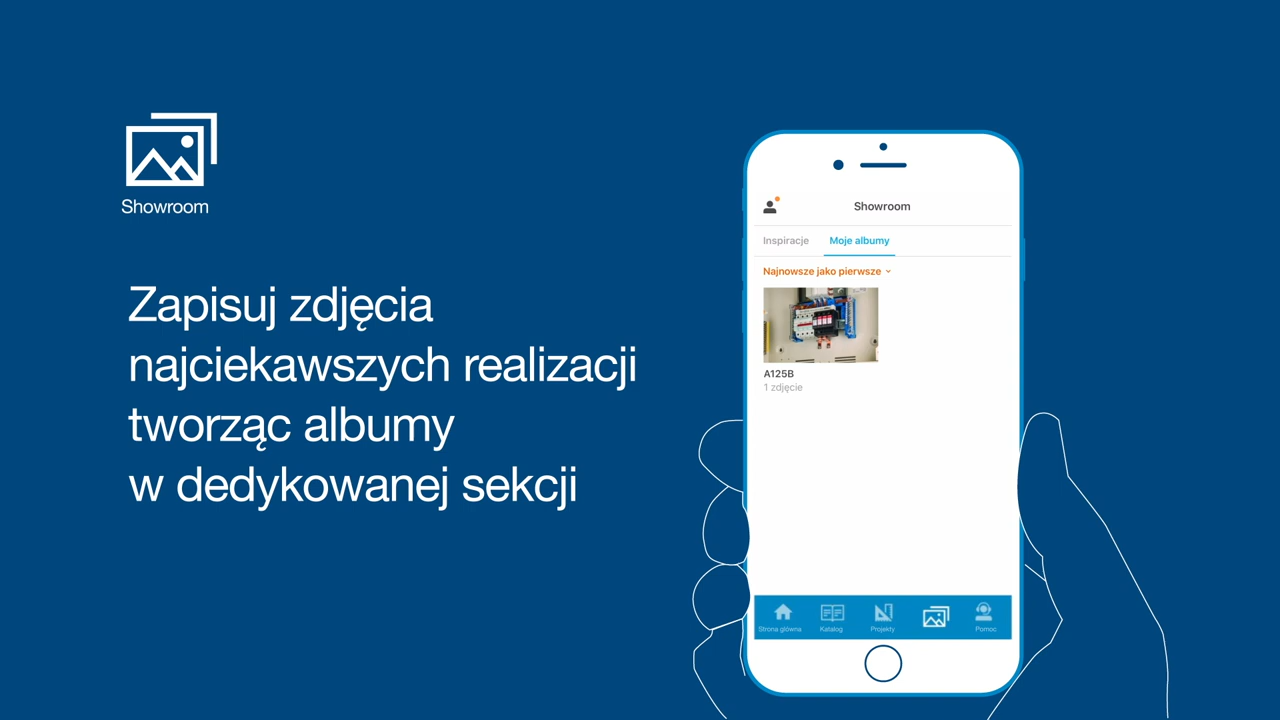 Showroom
Zapisuj zdjęcia
najciekawszych realizacji
tworząc albumy
w dedykowanej sekcji
Showroom
Inspiracje Moje albumy
Najnowsze jako pierwsze
A125B
1 zdjęcie
Strona główna Katalog Projekty Pomoc